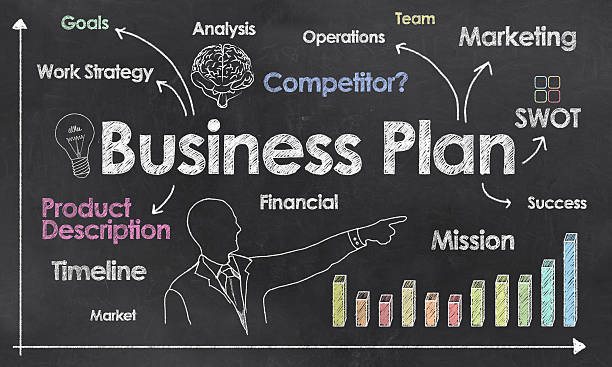 Goals
Analysis
Team
Operations
Marketing
Work Strategy
Competitor?
SWOT
Business Plan
Product
Description
Financial
Success
Mission
Timeline
Market